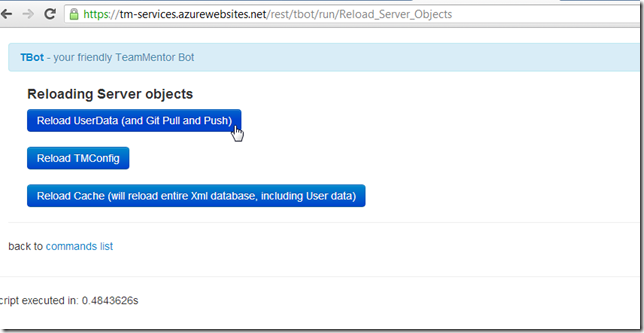 https://tm-services.azurewebsites.net/rest/tbot/run/Reload_Server_Objects
TBot - your friendly TeamMentor Bot
Reloading Server objects
Reload UserData (and Git Pull and Push)
Reload TMConfig
Reload Cache (will reload entire Xml database, including User data)
back to commands list
cript executed in: 0.4843626s